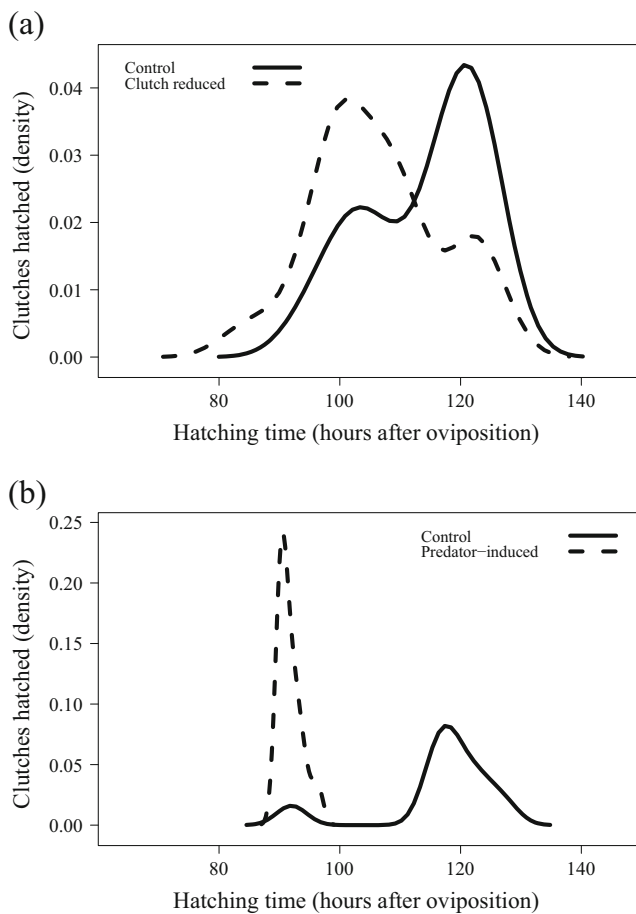 (a)
Control
Clutch reduced
0.04
0.03
0.02
0.01
0.00
Clutches hatched (density)
80 100 120 140
Hatching time (hours after oviposition)
(b)
Control
Predator−induced
0.25
0.20
0.15
0.10
0.05
0.00
Clutches hatched (density)
80 100 120 140
Hatching time (hours after oviposition)